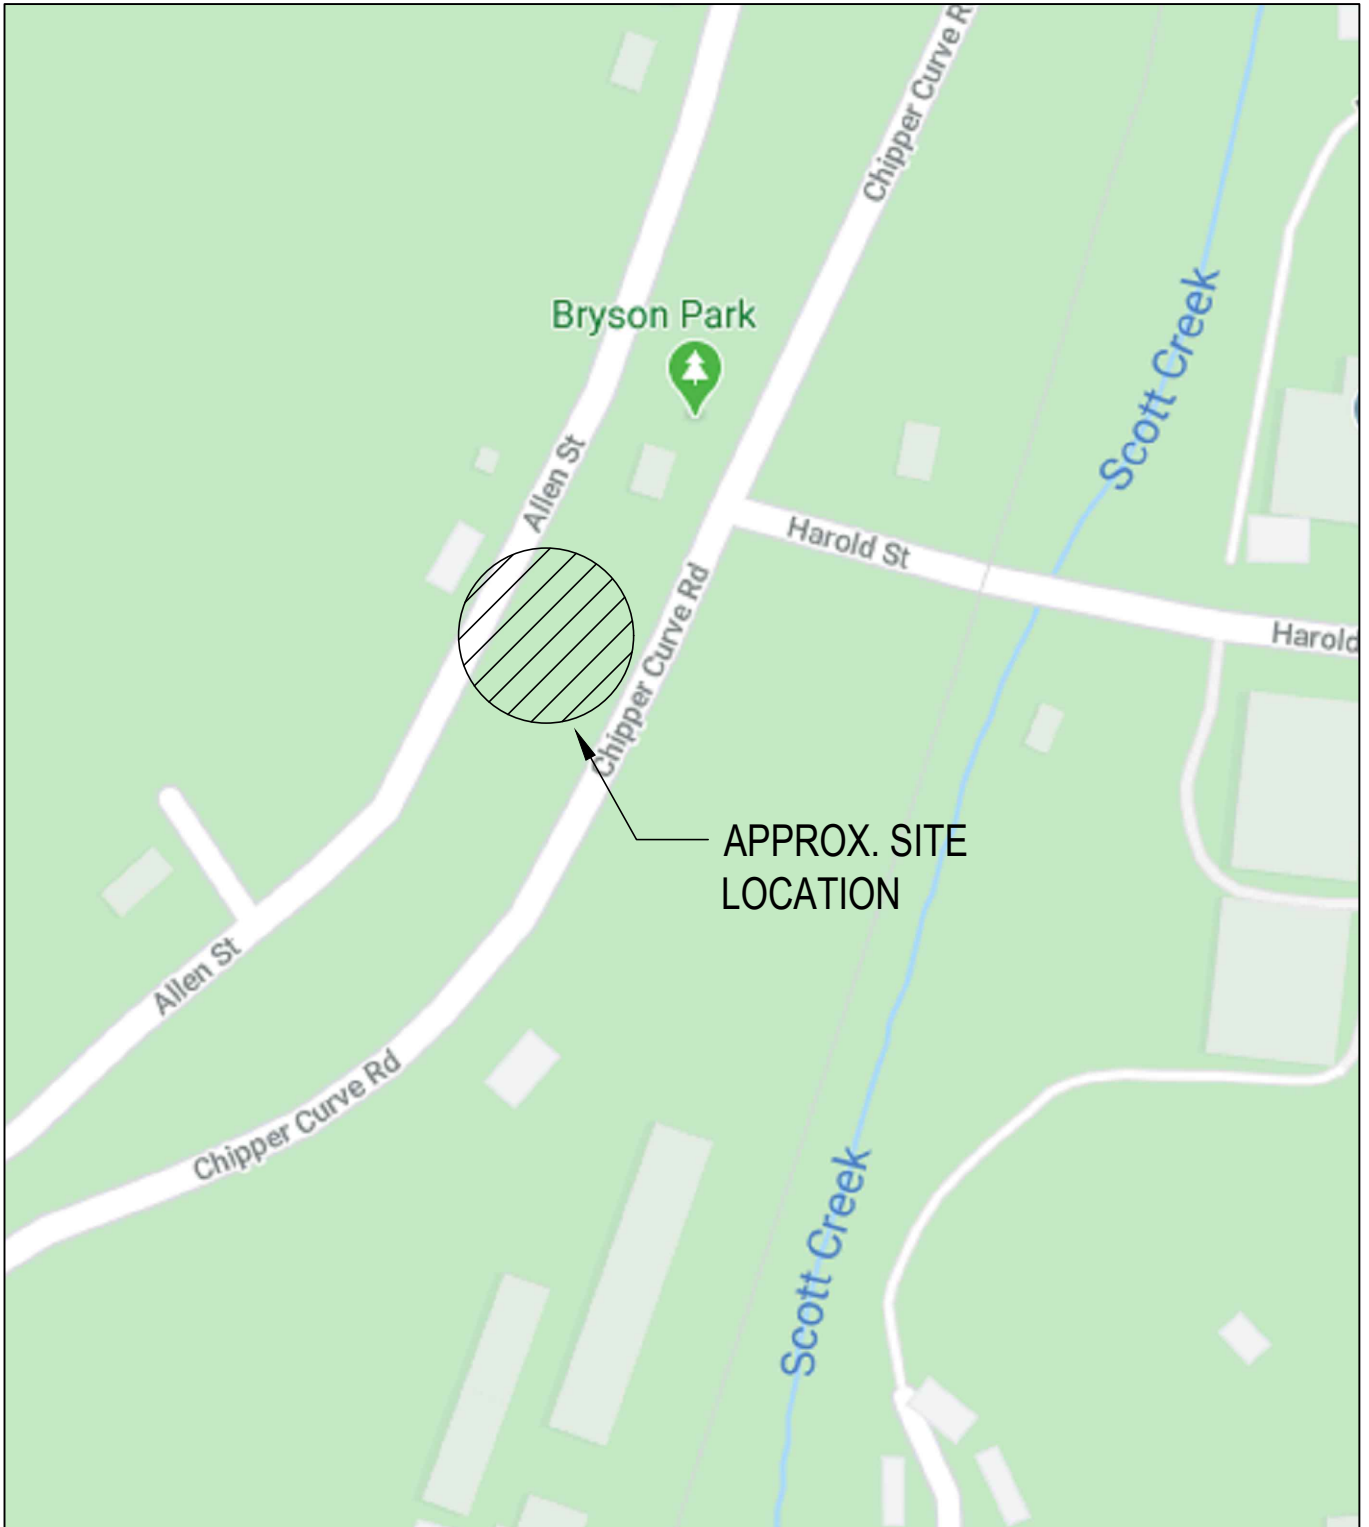 Chipper Curve R
Bryson Park
Scott Creek
Allen St
Harold St
Harold
Chipper Curve Rd
APPROX. SITE
LOCATION
Allen St
Chipper Curve Rd
Scott Creek